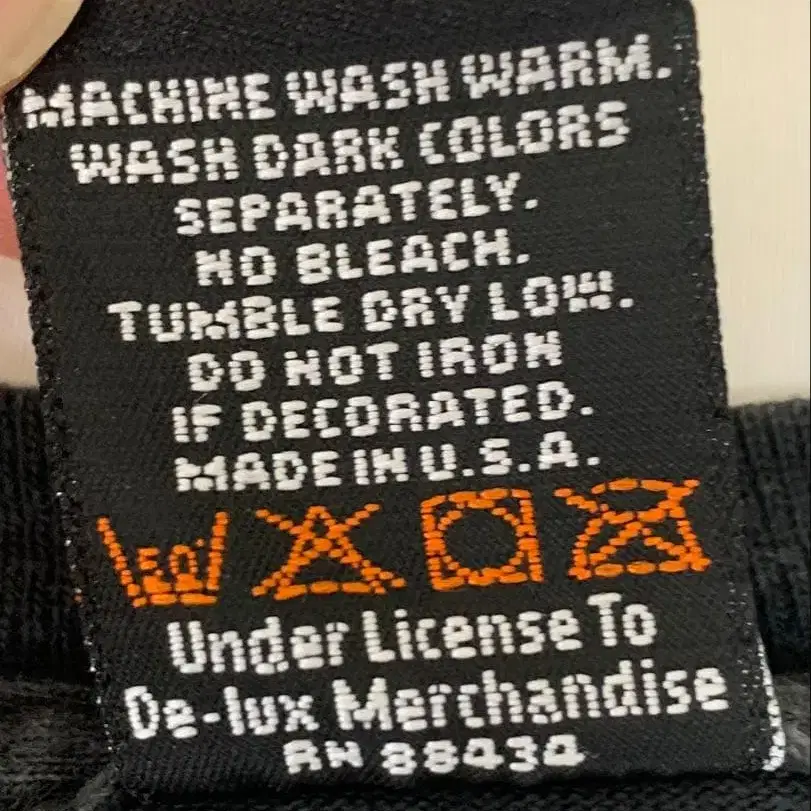 MACHINE WASH WARM.
WASH DARK COLORS
SEPARATELY.
NO BLEACH.
TUMBLE DRY LOW.
DO NOT IRON
IF DECORATED.
MADE IN U.S.A.
50°
Under License To
De-lux Merchandise
RN 88434